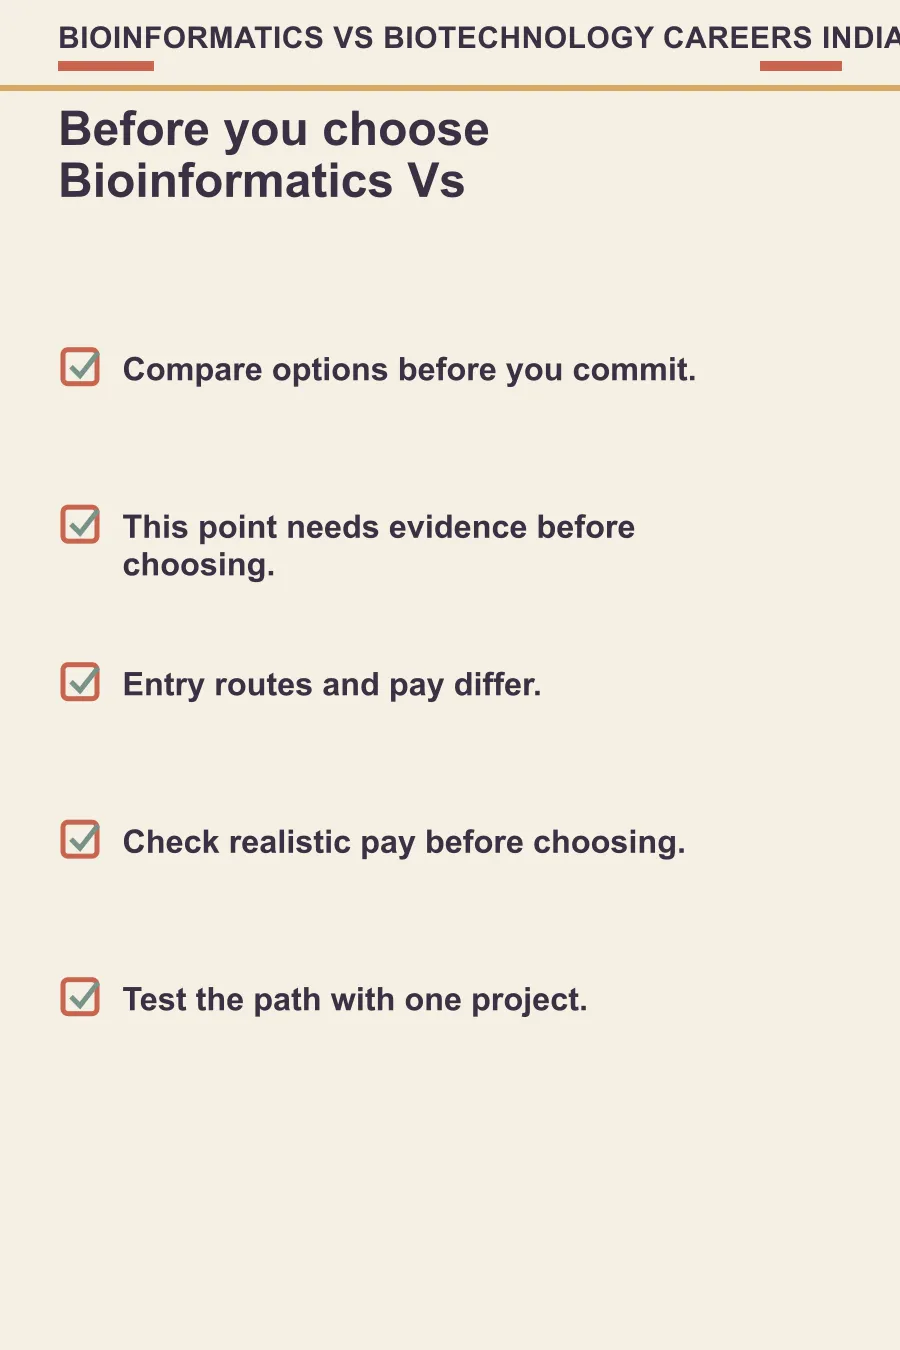 BIOINFORMATICS VS BIOTECHNOLOGY CAREERS INDIA
Before you choose
Bioinformatics Vs
Compare options before you commit.
This point needs evidence before
choosing.
Entry routes and pay differ.
Check realistic pay before choosing.
Test the path with one project.